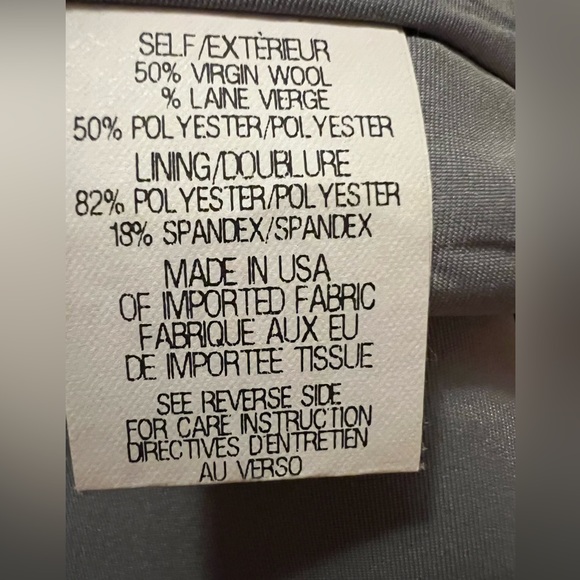 SELF/EXTÈRIEUR
50% VIRGIN WOOL
% LAINE VIERGE
50% POLYESTER/POLYESTER
LINING/DOUBLURE
82% POLYESTER/POLYESTER
18% SPANDEX/SPANDEX
MADE IN USA
OF IMPORTED FABRIC
FABRIQUE AUX EU
DE IMPORTEE TISSUE
SEE REVERSE SIDE
FOR CARE INSTRUCTION
DIRECTIVES D'ENTRETIEN
AU VERSO